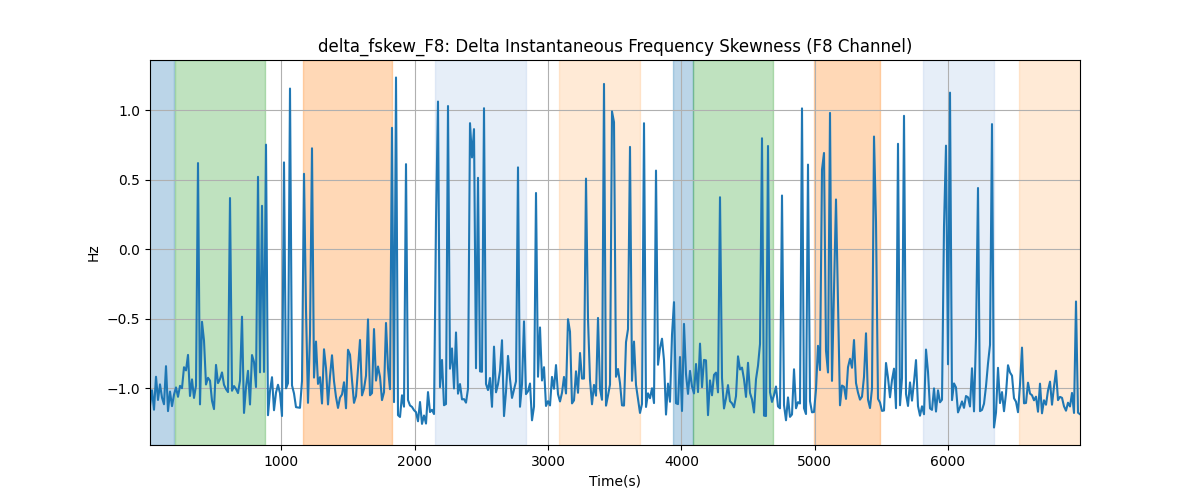 delta_fskew_F8: Delta Instantaneous Frequency Skewness (F8 Channel)
1.0
0.5
0.0
−0.5
−1.0
Hz
1000 2000 3000 4000 5000 6000
Time(s)